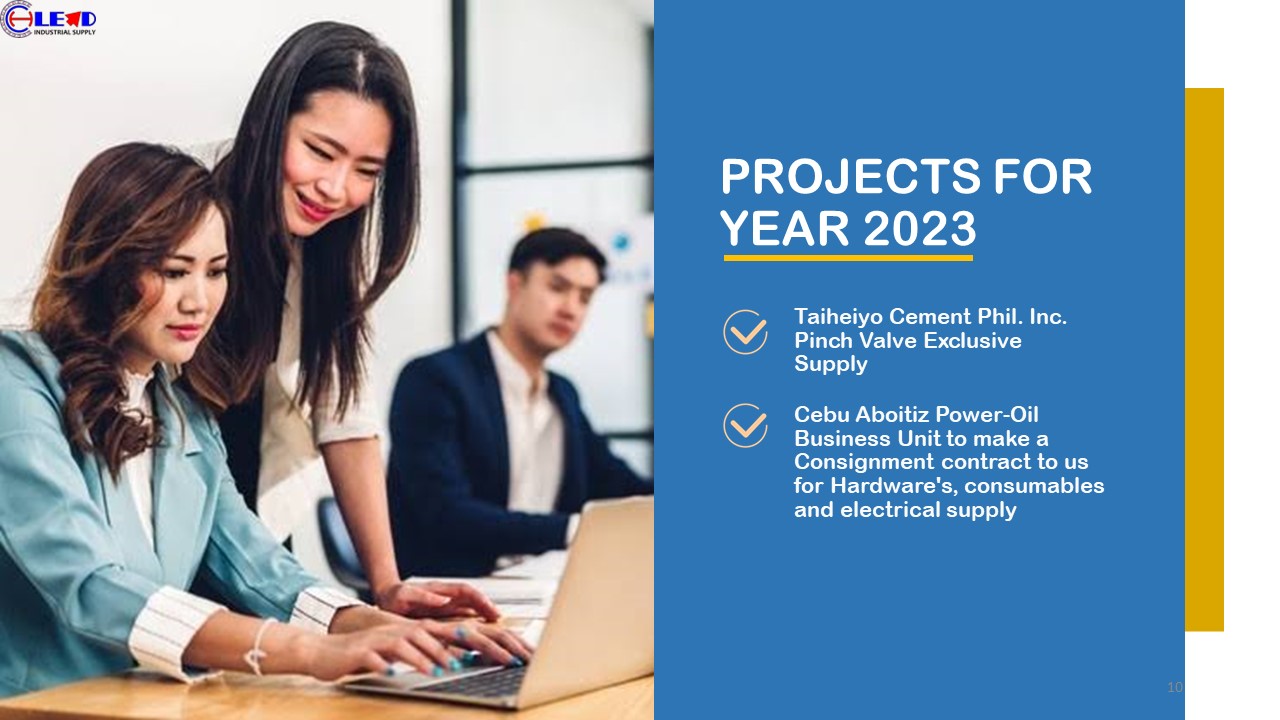 LEAD
INDUSTRIAL SUPPLY
PROJECTS FOR
YEAR 2023
Taiheiyo Cement Phil. Inc.
Pinch Valve Exclusive
Supply
Cebu Aboitiz Power-Oil
Business Unit to make a
Consignment contract to us
for Hardware's, consumables
and electrical supply
10